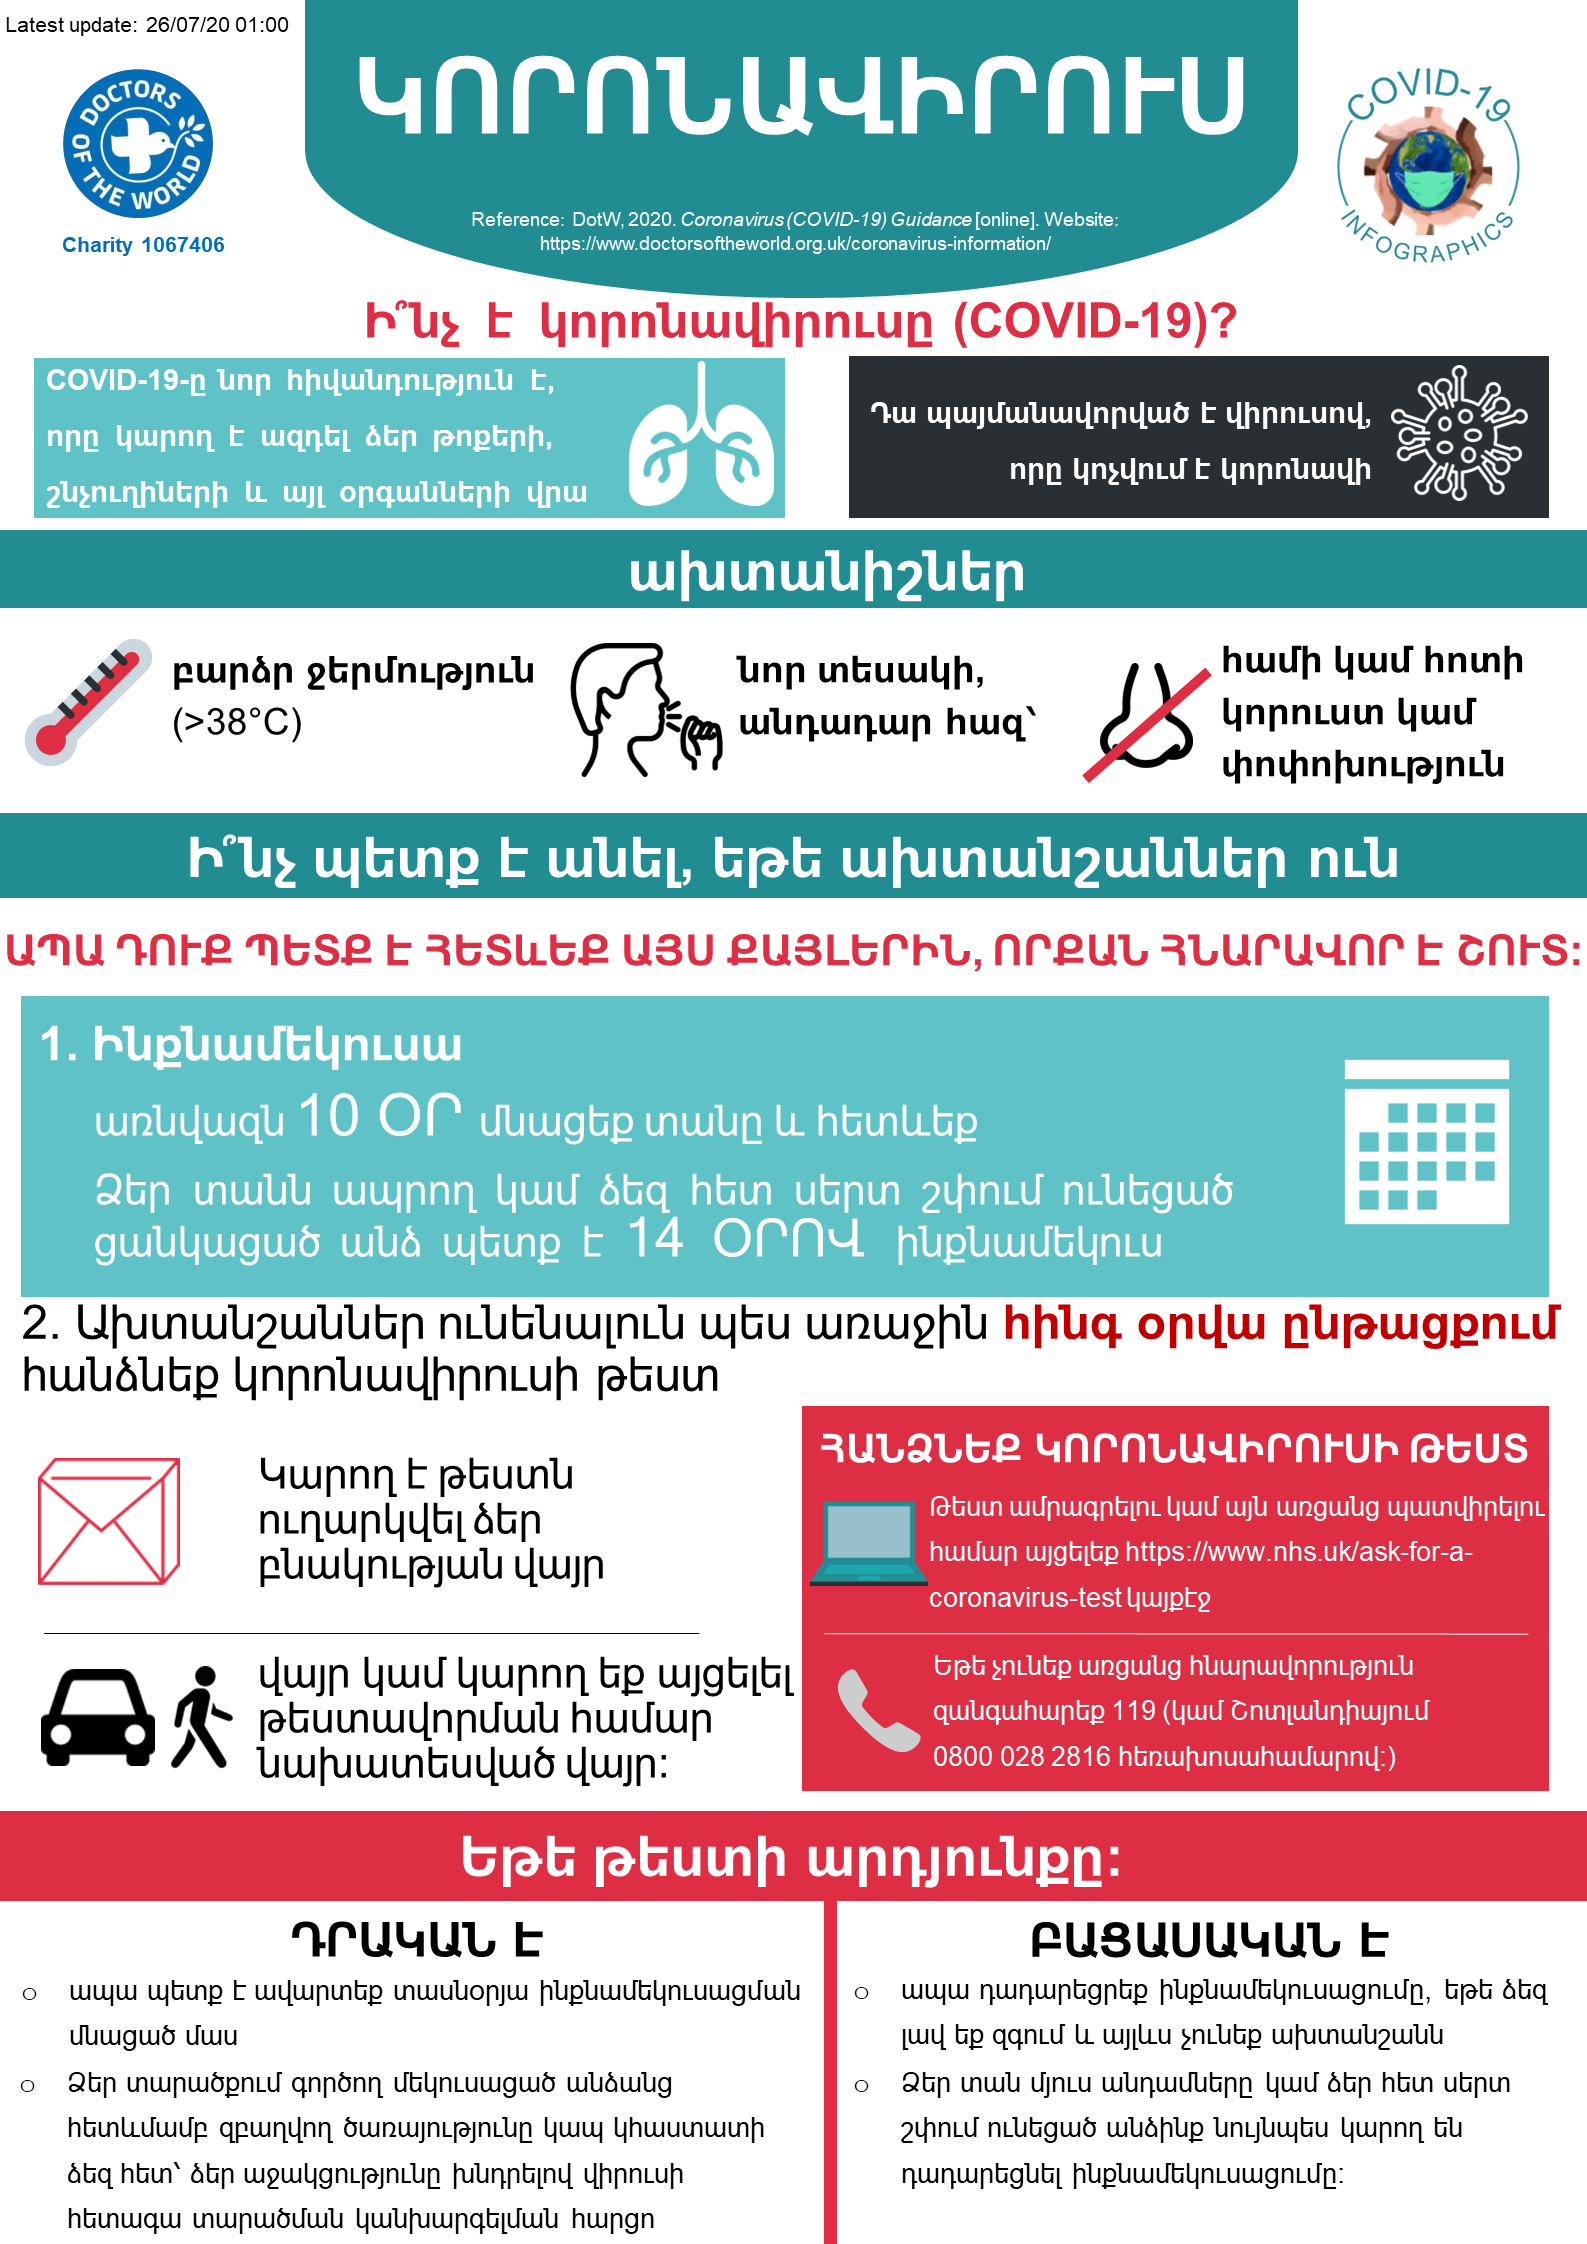 Latest update: 26/07/20 01:00
DOCTORS OF THE WORLD
Charity 1067406
ԿՈՐՈՆԱՎԻՐՈՒՍ
Reference: DotW, 2020. Coronavirus (COVID-19) Guidance [online]. Website:
https://www.doctorsoftheworld.org.uk/coronavirus-information/
COVID-19
INFOGRAPHICS
Ի՞նչ է կորոնավիրուսը (COVID-19)?
COVID-19-ը նոր հիվանդություն է,
որը կարող է ազդել ձեր թոքերի,
շնչուղիների և այլ օրգանների վրա
Դա պայմանավորված է վիրուսով,
որը կոչվում է կորոնավի
ախտանիշներ
բարձր ջերմություն
(>38°C)
նոր տեսակի,
անդադար հազ՝
համի կամ հոտի
կորուստ կամ
փոփոխություն
Ի՞նչ պետք է անել, եթե ախտանշաններ ուն
ԱՊԱ ԴՈՒՔ ՊԵՏՔ Է ՀԵՏևԵՔ ԱՅՍ ՔԱՅԼԵՐԻՆ, ՈՐՔԱՆ ՀՆԱՐԱՎՈՐ Է ՇՈՒՏ:
1. Ինքնամեկուսա
առնվազն 10 ՕՐ մնացեք տանը և հետևեք
Ձեր տանն ապրող կամ ձեզ հետ սերտ շփում ունեցած
ցանկացած անձ պետք է 14 ՕՐՈՎ ինքնամեկուս
2. Ախտանշաններ ունենալուն պես առաջին հինգ օրվա ընթացքում
հանձնեք կորոնավիրուսի թեստ
Կարող է թեստն
ուղարկվել ձեր
բնակության վայր
վայր կամ կարող եք այցելել
թեստավորման համար
նախատեսված վայր:
ՀԱՆՁՆԵՔ ԿՈՐՈՆԱՎԻՐՈՒՍԻ ԹԵՍՏ
Թեստ ամրագրելու կամ այն առցանց պատվիրելու
համար այցելեք https://www.nhs.uk/ask-for-a-
coronavirus-test կայքէջ
Եթե չունեք առցանց հնարավորություն
զանգահարեք 119 (կամ Շոտլանդիայում
0800 028 2816 հեռախոսահամարով:)
Եթե թեստի արդյունքը:
ԴՐԱԿԱՆ Է
o ապա պետք է ավարտեք տասնօրյա ինքնամեկուսացման
մնացած մաս
o Ձեր տարածքում գործող մեկուսացած անձանց
հետևմամբ զբաղվող ծառայությունը կապ կհաստատի
ձեզ հետ՝ ձեր աջակցությունը խնդրելով վիրուսի
հետագա տարածման կանխարգելման հարցո
ԲԱՑԱՍԱԿԱՆ Է
o ապա դադարեցրեք ինքնամեկուսացումը, եթե ձեզ
լավ եք զգում և այլևս չունեք ախտանշանն
o Ձեր տան մյուս անդամները կամ ձեր հետ սերտ
շփում ունեցած անձինք նույնպես կարող են
դադարեցնել ինքնամեկուսացումը: